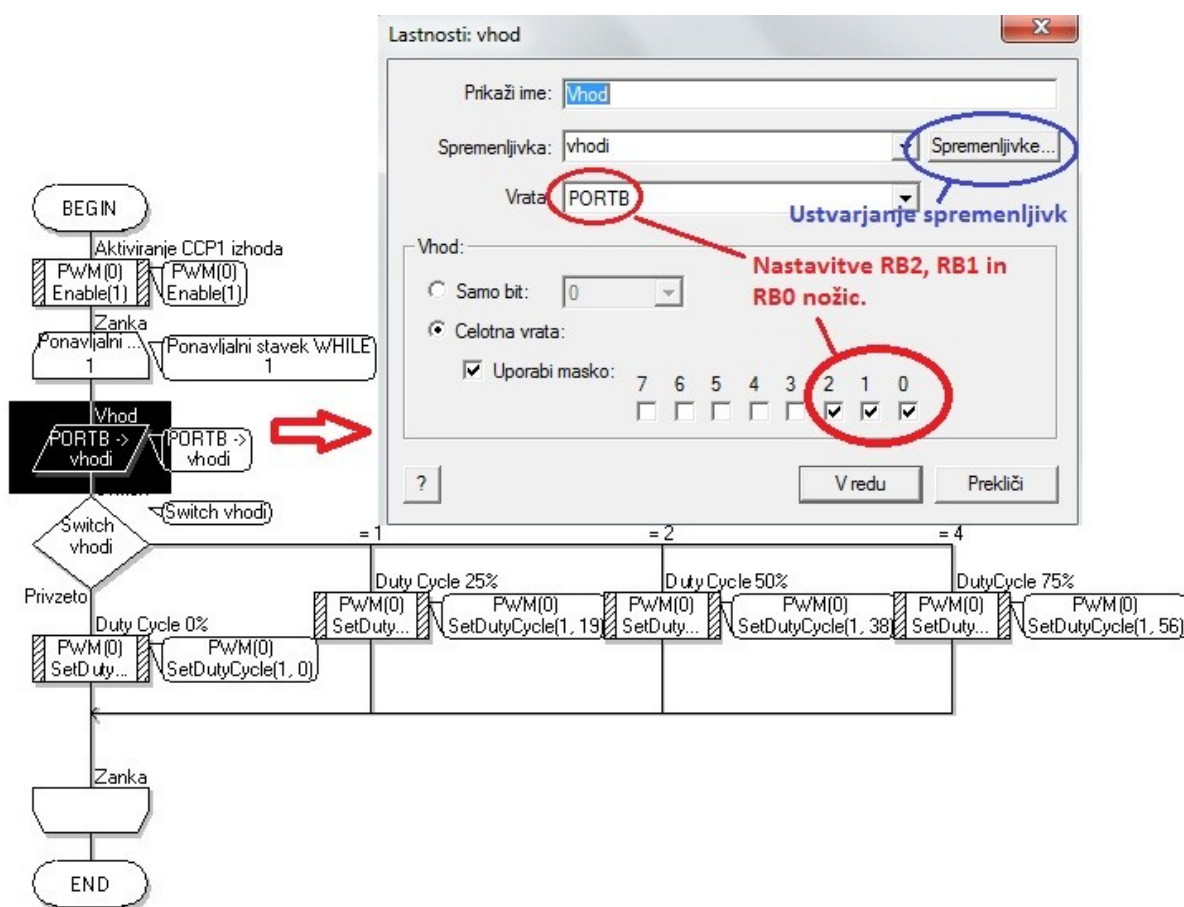 Lastnosti: vhod
Prikaži ime: Vhod
Spremenljivka: vhodi
Spremenljivke...
Vrata: PORTB
Ustvarjanje spremenljivk
Vhod:
Nastavitve RB2, RB1 in
RB0 nožic.
Samo bit: 0
Celotna vrata:
Uporabi masko:
7 6 5 4 3 2 1 0
?
V redu
Prekliči
BEGIN
Aktiviranje CCP1 izhoda
PWM(0)
Enable(1)
PWM(0)
Enable(1)
Zanka
Ponavljalni ...
1
Ponavljalni stavek WHILE
1
Vhod
PORTB ->
vhodi
PORTB ->
vhodi
Switch
vhodi
Switch vhodi)
= 1
= 2
= 4
Privzeto
Duty Cycle 25%
PWM(0)
SetDuty...
PWM(0)
SetDutyCycle(1, 19)
Duty Cycle 50%
PWM(0)
SetDuty...
PWM(0)
SetDutyCycle(1, 38)
DutyCycle 75%
PWM(0)
SetDuty...
PWM(0)
SetDutyCycle(1, 56)
Duty Cycle 0%
PWM(0)
SetDuty...
PWM(0)
SetDutyCycle(1, 0)
Zanka
END